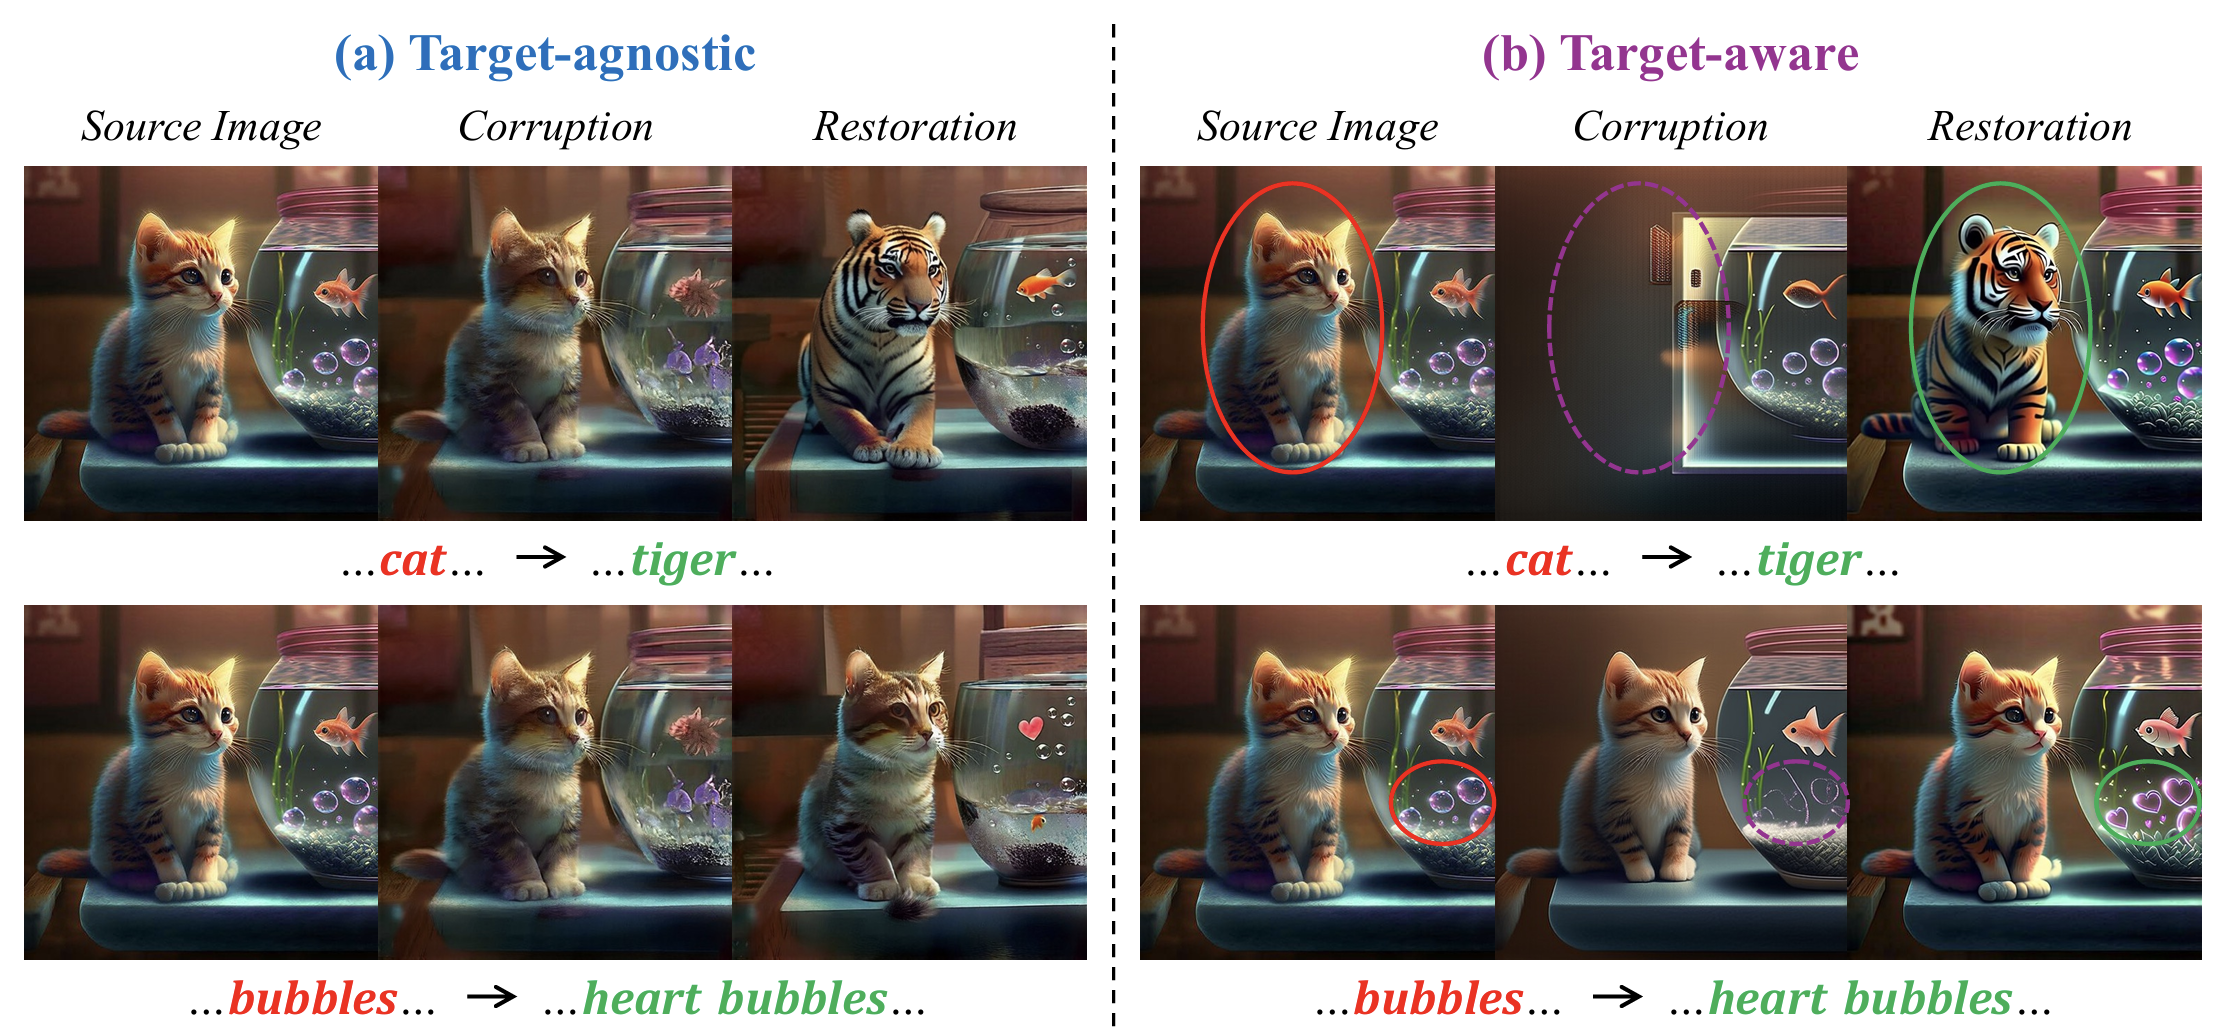 (a) Target-agnostic
Source Image Corruption Restoration
...cat... → ...tiger...
...bubbles... → ...heart bubbles...
(b) Target-aware
Source Image Corruption Restoration
...cat... → ...tiger...
...bubbles... → ...heart bubbles...